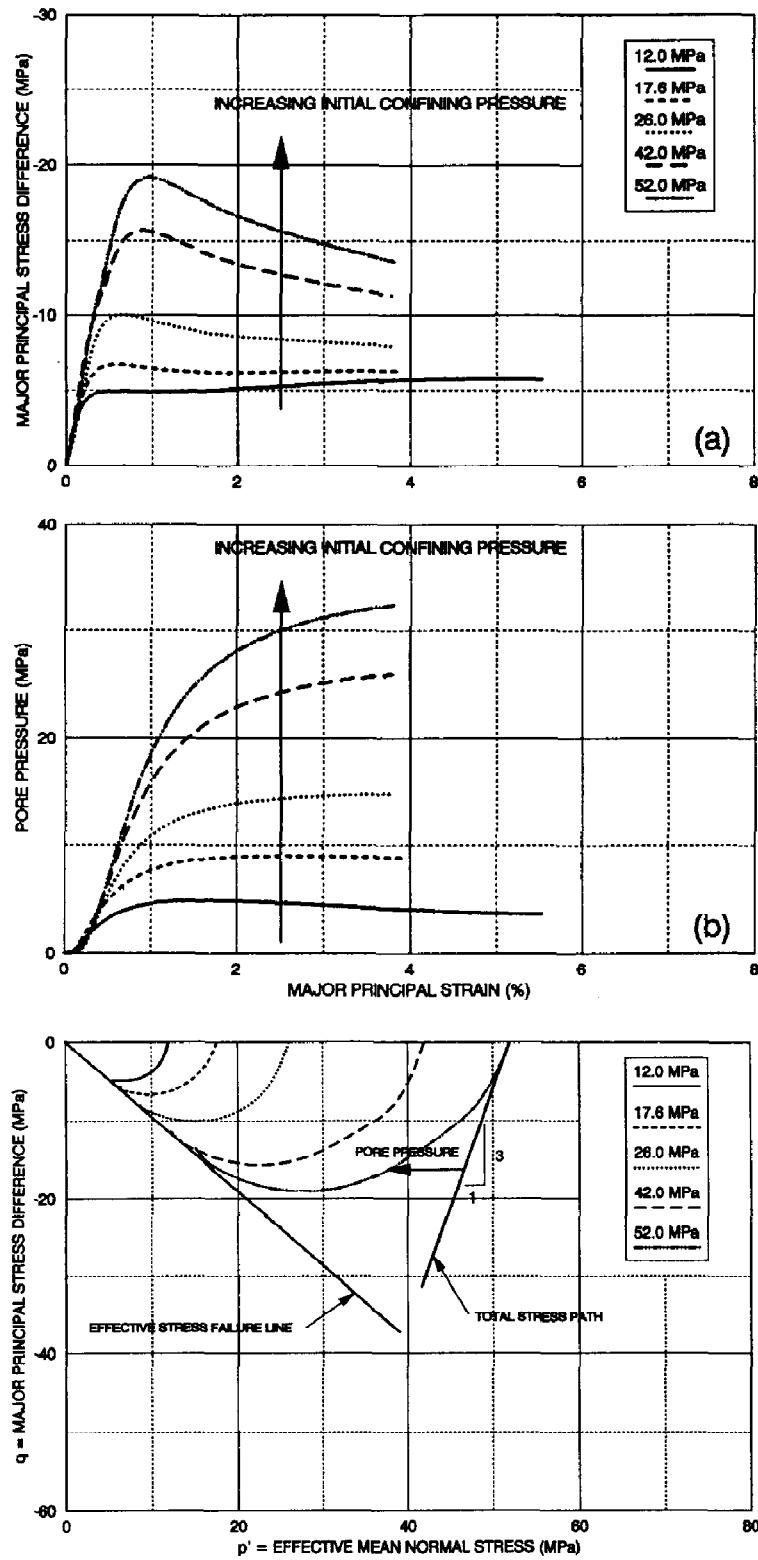 MAJOR PRINCIPAL STRESS DIFFERENCE (MPa)
-30
-20
-10
0
12.0 MPa
17.6 MPa
26.0 MPa
42.0 MPa
52.0 MPa
INCREASING INITIAL CONFINING PRESSURE
(a)
0
2
4
6
8
PORE PRESSURE (MPa)
40
20
0
INCREASING INITIAL CONFINING PRESSURE
(b)
0
2
4
6
8
MAJOR PRINCIPAL STRAIN (%)
q = MAJOR PRINCIPAL STRESS DIFFERENCE (MPa)
0
-20
-40
-60
12.0 MPa
17.6 MPa
26.0 MPa
42.0 MPa
52.0 MPa
PORE PRESSURE
3
1
EFFECTIVE STRESS FAILURE LINE
TOTAL STRESS PATH
0
20
40
60
80
p' = EFFECTIVE MEAN NORMAL STRESS (MPa)